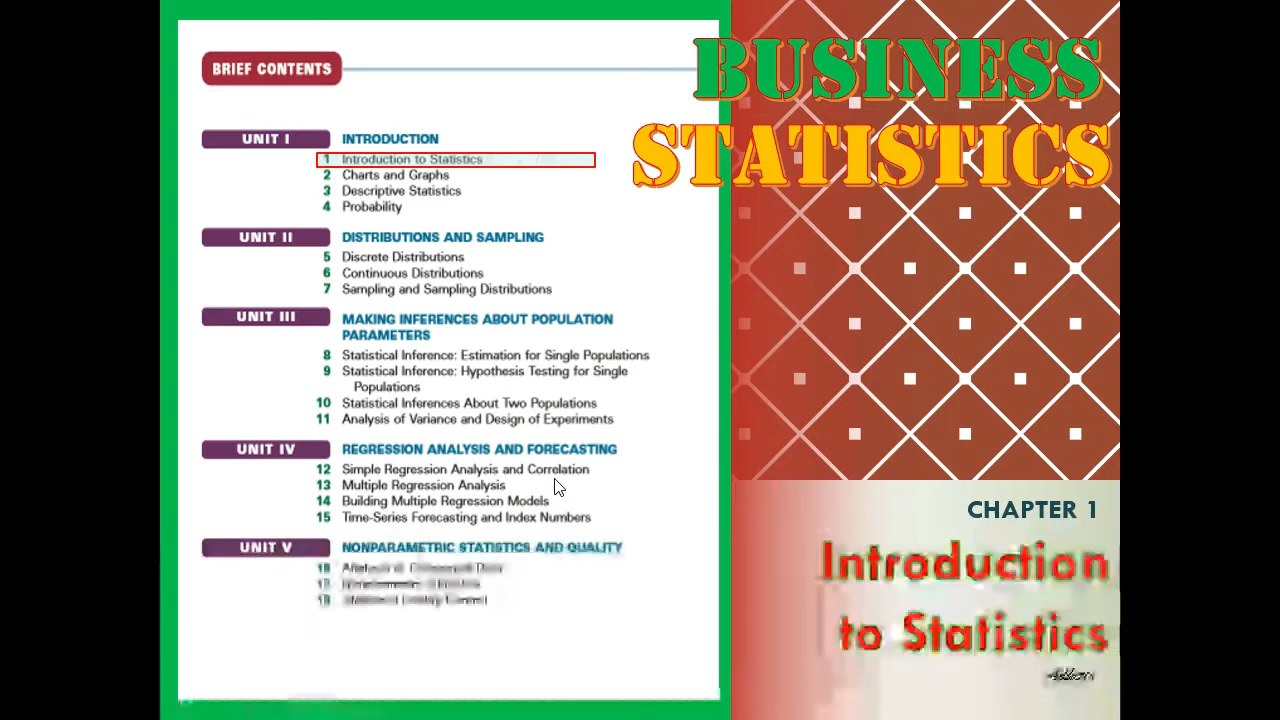 BRIEF CONTENTS
UNIT I INTRODUCTION
1 Introduction to Statistics
2 Charts and Graphs
3 Descriptive Statistics
4 Probability
UNIT II DISTRIBUTIONS AND SAMPLING
5 Discrete Distributions
6 Continuous Distributions
7 Sampling and Sampling Distributions
UNIT III MAKING INFERENCES ABOUT POPULATION
PARAMETERS
8 Statistical Inference: Estimation for Single Populations
9 Statistical Inference: Hypothesis Testing for Single
Populations
10 Statistical Inferences About Two Populations
11 Analysis of Variance and Design of Experiments
UNIT IV REGRESSION ANALYSIS AND FORECASTING
12 Simple Regression Analysis and Correlation
13 Multiple Regression Analysis
14 Building Multiple Regression Models
15 Time-Series Forecasting and Index Numbers
UNIT V NONPARAMETRIC STATISTICS AND QUALITY
16
17
18
BUSINESS
STATISTICS
CHAPTER 1
Introduction
to Statistics